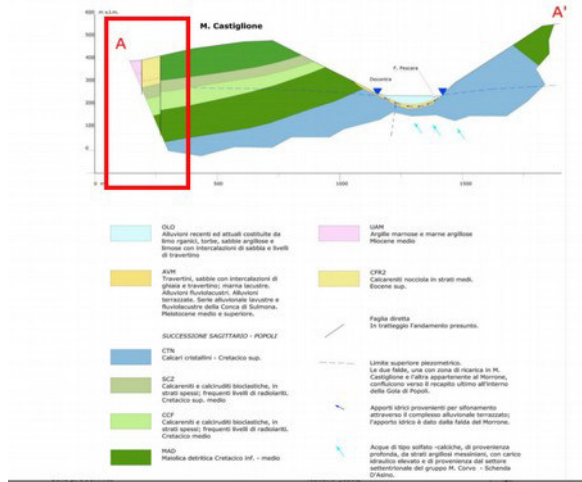 600
m s.l.m.
500
400
300
200
100
0
A
M. Castiglione
A'
F. Pescara
Decontra
0 m
500
1000
1500
OLO
Alluvioni recenti ed attuali costituite da
limo rganici, torbe, sabbie argillose e
limose con intercalazioni di sabbia e livelli
di travertino
AVM
Travertini, sabbie con intercalazioni di
ghiaia e travertino; marna lacustre.
Alluvioni fluviolacustri. Alluvioni
terrazzate. Serie alluvionale lavustre e
fluviolacustre della Conca di Sulmona.
Pleistocene medio e superiore.
SUCCESSIONE SAGITTARIO - POPOLI
CTN
Calcari cristallini - Cretacico sup.
SCZ
Calcareniti e calciruditi bioclastiche, in
strati spessi; frequenti livelli di radiolariti.
Cretacico sup. medio
CCF
Calcareniti e calciruditi bioclastiche, in
strati spessi; frequenti livelli di radiolariti.
Cretacico sup. medio
MAD
Maiolica detritica Cretacico inf. - medio
UAM
Argille marnose e marne argillose
Miocene medio
CFR2
Calcareniti nocciola in strati medi.
Eocene sup.
Faglia diretta
In tratteggio l'andamento presunto.
Limite superiore piezometrico.
Le due falde, una con zona di ricarica in M.
Castiglione e l'altra appartenente al Morrone,
confluicono verso il recapito ultimo all'interno
della Gola di Popoli.
Apporti idrici provenienti per sifonamento
attraverso il complesso alluvionale terrazzato;
l'apporto idrico è dato dalla falda del Morrone.
Acque di tipo solfato -calciche, di provenienza
profonda, da strati argillosi messiniani, con carico
idraulico elevato e di provenienza dal settore
settentrionale del gruppo M. Corvo - Schenda
D'Asino.